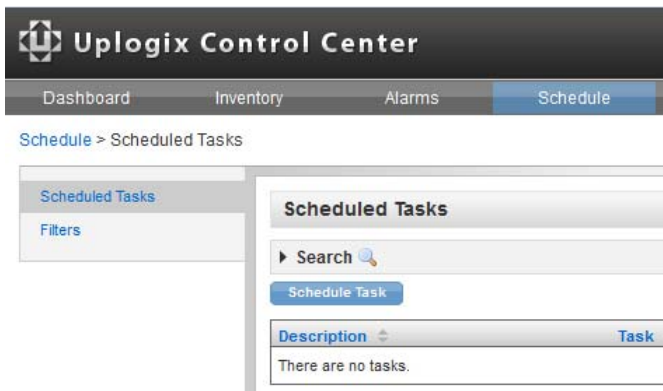 Uplogix Control Center
Dashboard Inventory Alarms Schedule
Schedule > Scheduled Tasks
Scheduled Tasks
Filters
Scheduled Tasks
Search
Schedule Task
Description Task
There are no tasks.